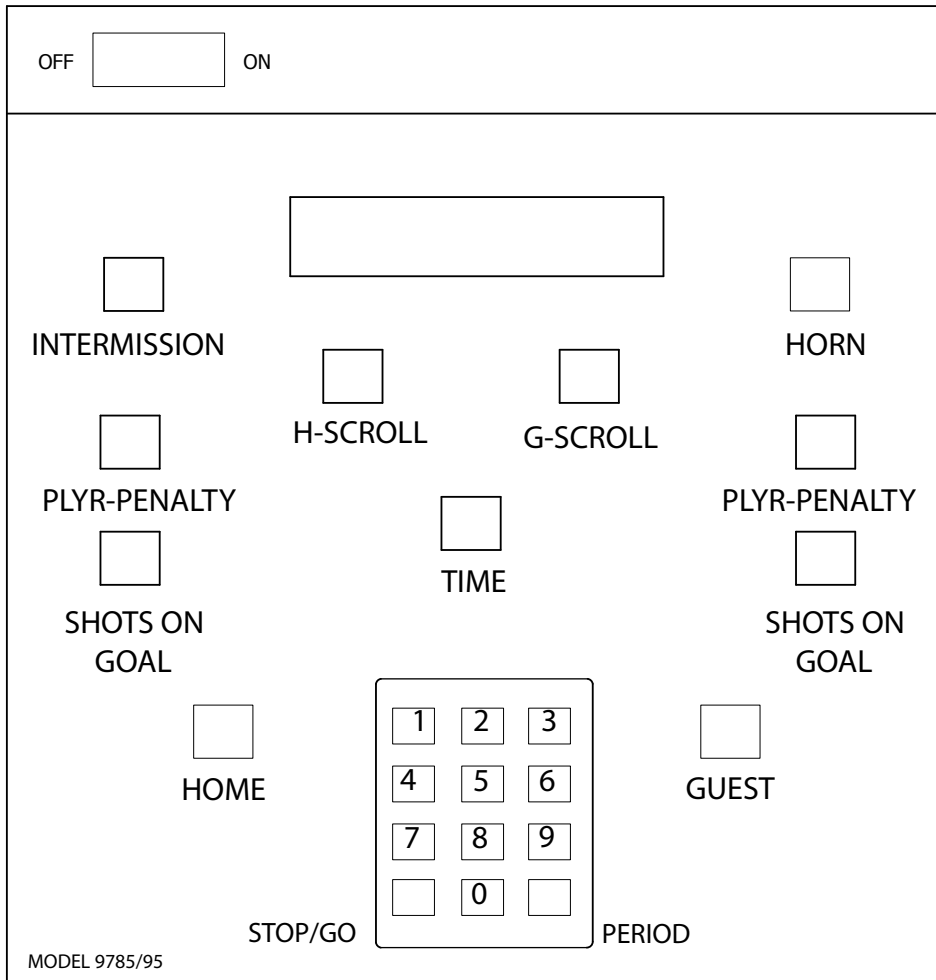 OFF ON
INTERMISSION HORN
H-SCROLL G-SCROLL
PLYR-PENALTY PLYR-PENALTY
TIME
SHOTS ON SHOTS ON
GOAL GOAL
1 2 3
HOME 4 5 6 GUEST
7 8 9
0
STOP/GO PERIOD
MODEL 9785/95